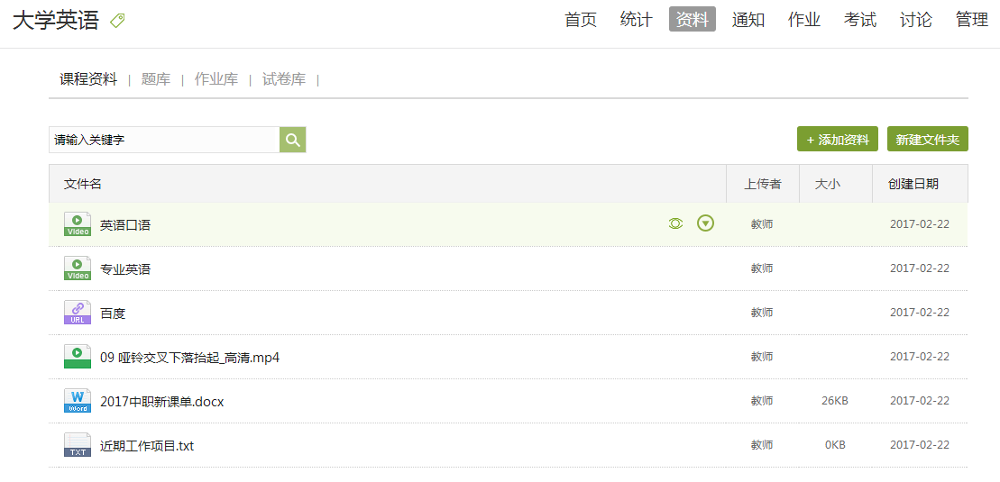 大学英语 首页 统计 资料 通知 作业 考试 讨论 管理
课程资料 | 题库 | 作业库 | 试卷库 |
请输入关键字 + 添加资料 新建文件夹
文件名 上传者 大小 创建日期
Video 英语口语 教师 2017-02-22
Video 专业英语 教师 2017-02-22
URL 百度 教师 2017-02-22
09 哑铃交叉下落抬起_高清.mp4 教师 2017-02-22
W Word 2017中职新课单.docx 教师 26KB 2017-02-22
TXT 近期工作项目.txt 教师 0KB 2017-02-22